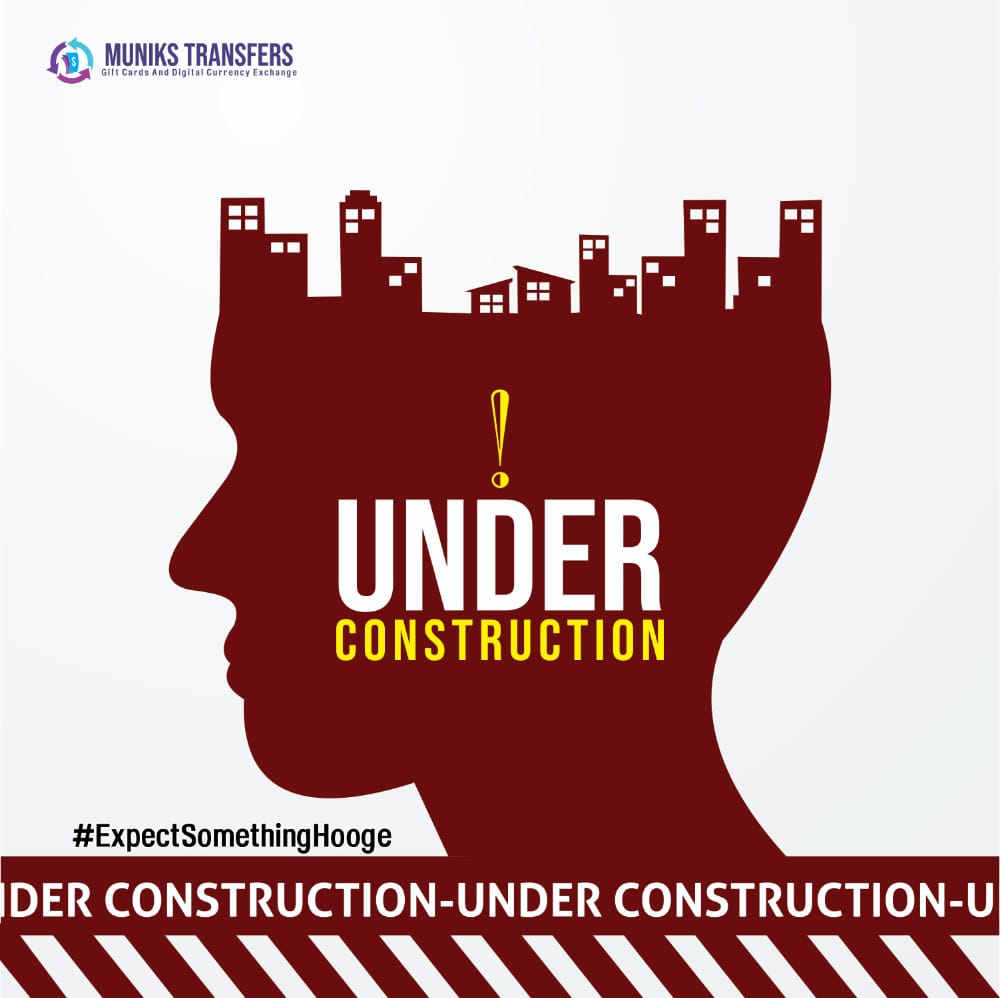 MUNIKS TRANSFERS
Gift Cards And Digital Currency Exchange
!
UNDER
CONSTRUCTION
#ExpectSomethingHooge
NDER CONSTRUCTION-UNDER CONSTRUCTION-U